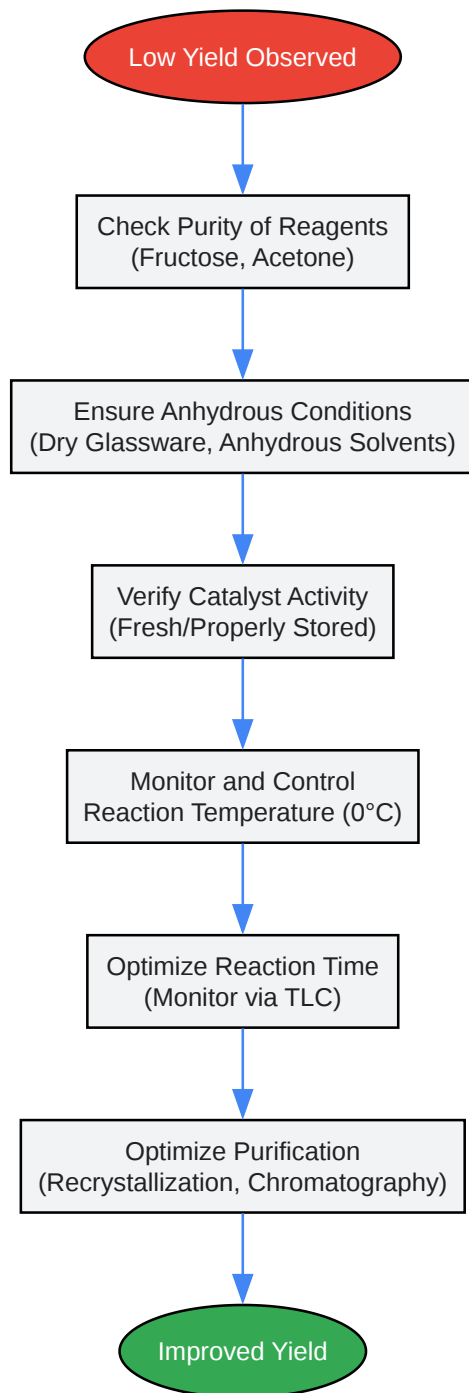 Low Yield Observed
Check Purity of Reagents
(Fructose, Acetone)
Ensure Anhydrous Conditions
(Dry Glassware, Anhydrous Solvents)
Verify Catalyst Activity
(Fresh/Properly Stored)
Monitor and Control
Reaction Temperature (0°C)
Optimize Reaction Time
(Monitor via TLC)
Optimize Purification
(Recrystallization, Chromatography)
Improved Yield